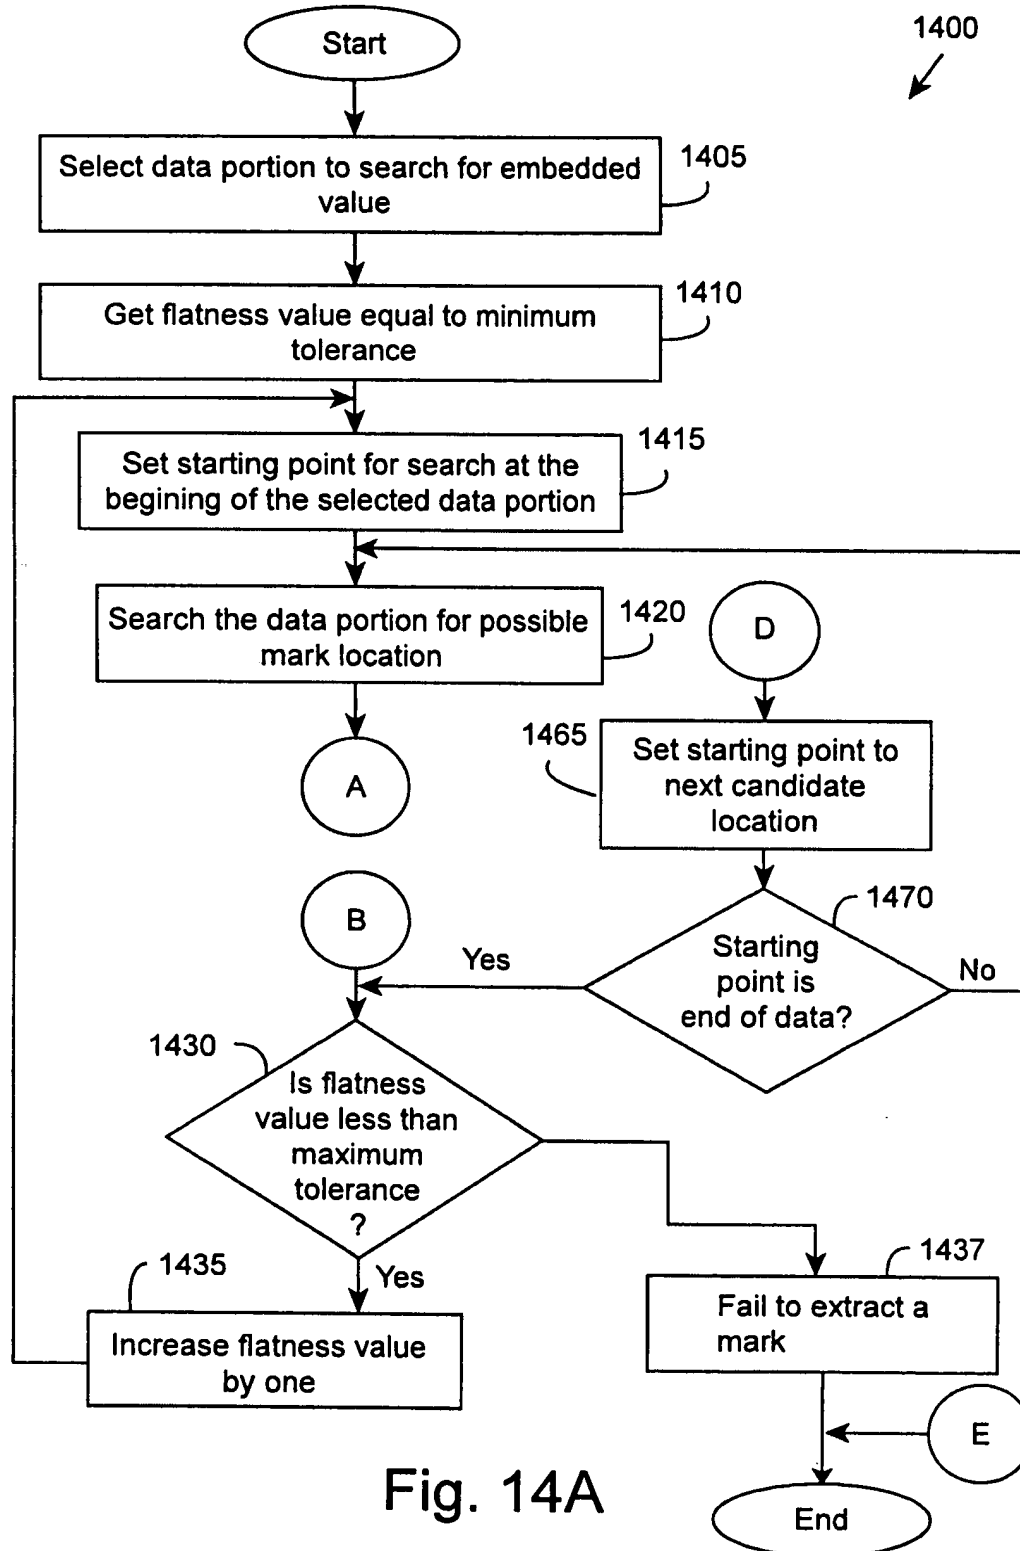 Start
1400
Select data portion to search for embedded
value
1405
Get flatness value equal to minimum
tolerance
1410
Set starting point for search at the
begining of the selected data portion
1415
Search the data portion for possible
mark location
1420
A
D
1465
Set starting point to
next candidate
location
B
1470
Starting
point is
end of data?
Yes
No
1430
Is flatness
value less than
maximum
tolerance
?
Yes
1435
Increase flatness value
by one
1437
Fail to extract a
mark
E
End
Fig. 14A